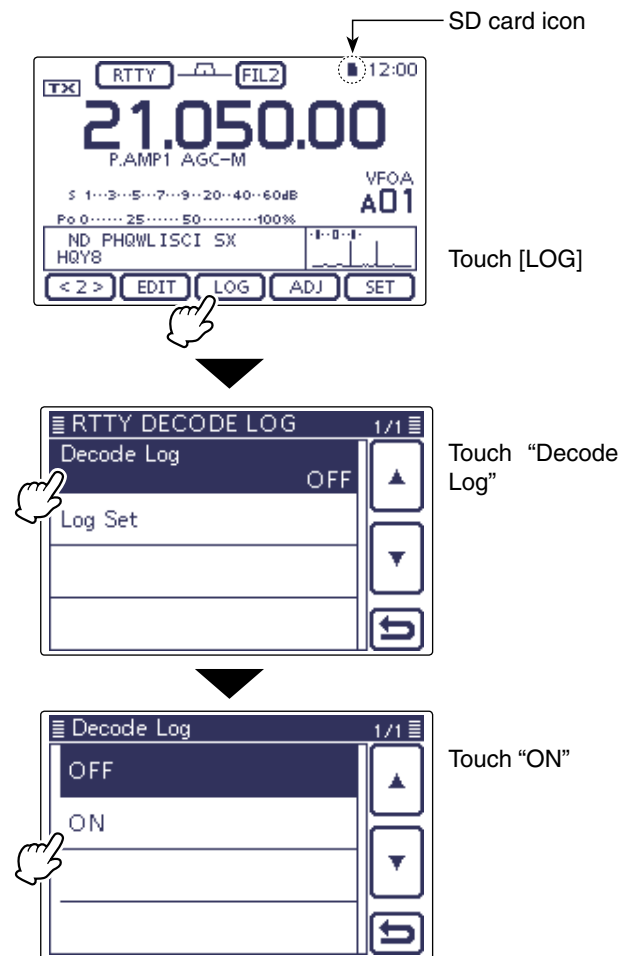 SD card icon
RTTY FIL2 12:00
TX
21.050.00
P.AMP1 AGC-M
VFOA
S 1···3···5···7···9··20··40··60dB
A01
Po 0······25······50·········100%
ND PHQWLISCI SX
HQY8
Touch [LOG]
< 2 > EDIT LOG ADJ SET
RTTY DECODE LOG 1/1
Decode Log
OFF
Touch “Decode
Log”
Log Set
Decode Log 1/1
OFF
Touch “ON”
ON